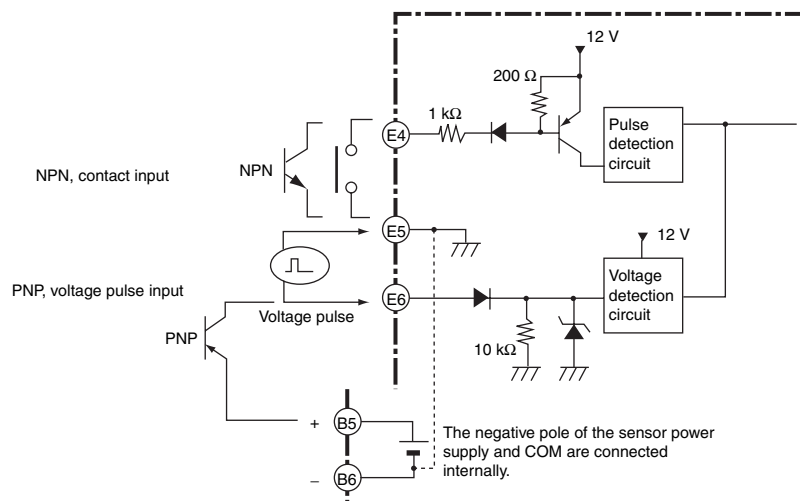 12 V
200 Ω
1 kΩ
E4
Pulse
detection
circuit
NPN, contact input
NPN
E5
12 V
PNP, voltage pulse input
E6
Voltage
detection
circuit
Voltage pulse
PNP
10 kΩ
+
B5
The negative pole of the sensor power
supply and COM are connected
internally.
–
B6